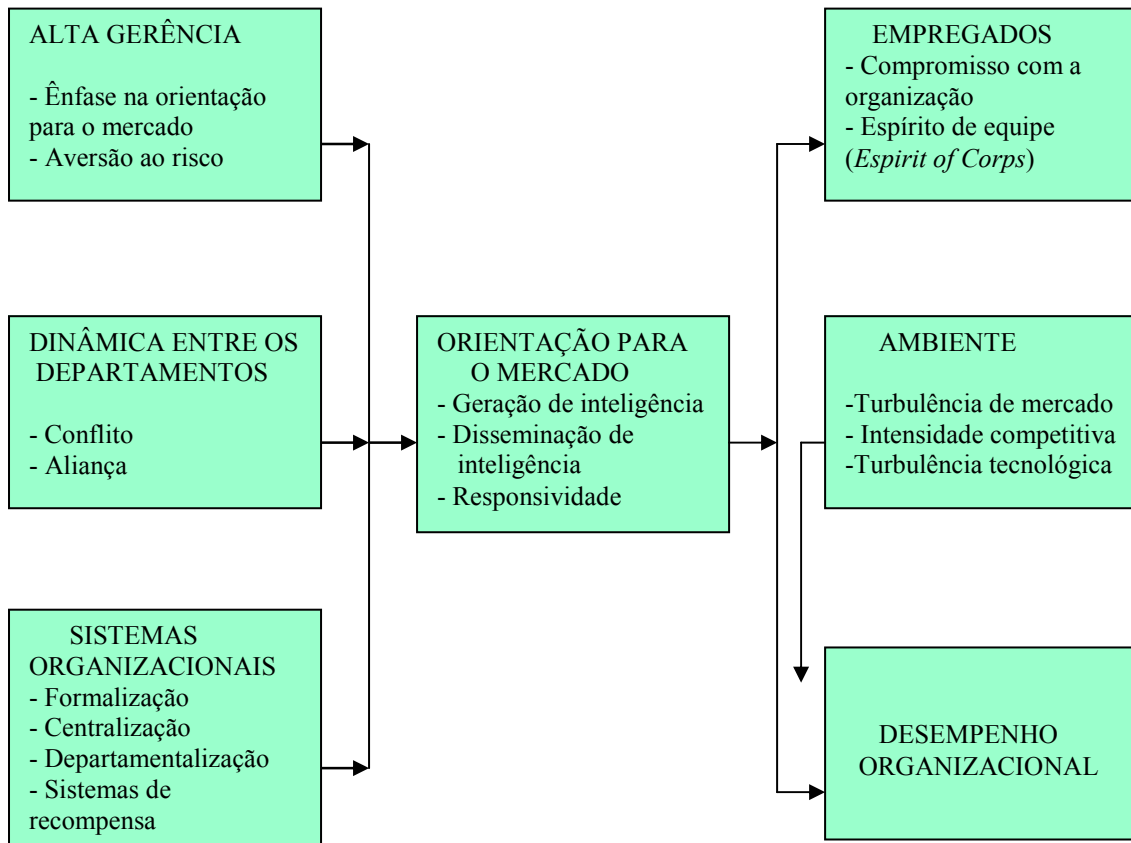 ALTA GERÊNCIA
- Ênfase na orientação
para o mercado
- Aversão ao risco
DINÂMICA ENTRE OS
DEPARTAMENTOS
- Conflito
- Aliança
SISTEMAS
ORGANIZACIONAIS
- Formalização
- Centralização
- Departamentalização
- Sistemas de
recompensa
ORIENTAÇÃO PARA
O MERCADO
- Geração de inteligência
- Disseminação de
inteligência
- Responsividade
EMPREGADOS
- Compromisso com a
organização
- Espírito de equipe
(Espirit of Corps)
AMBIENTE
-Turbulência de mercado
- Intensidade competitiva
-Turbulência tecnológica
DESEMPENHO
ORGANIZACIONAL